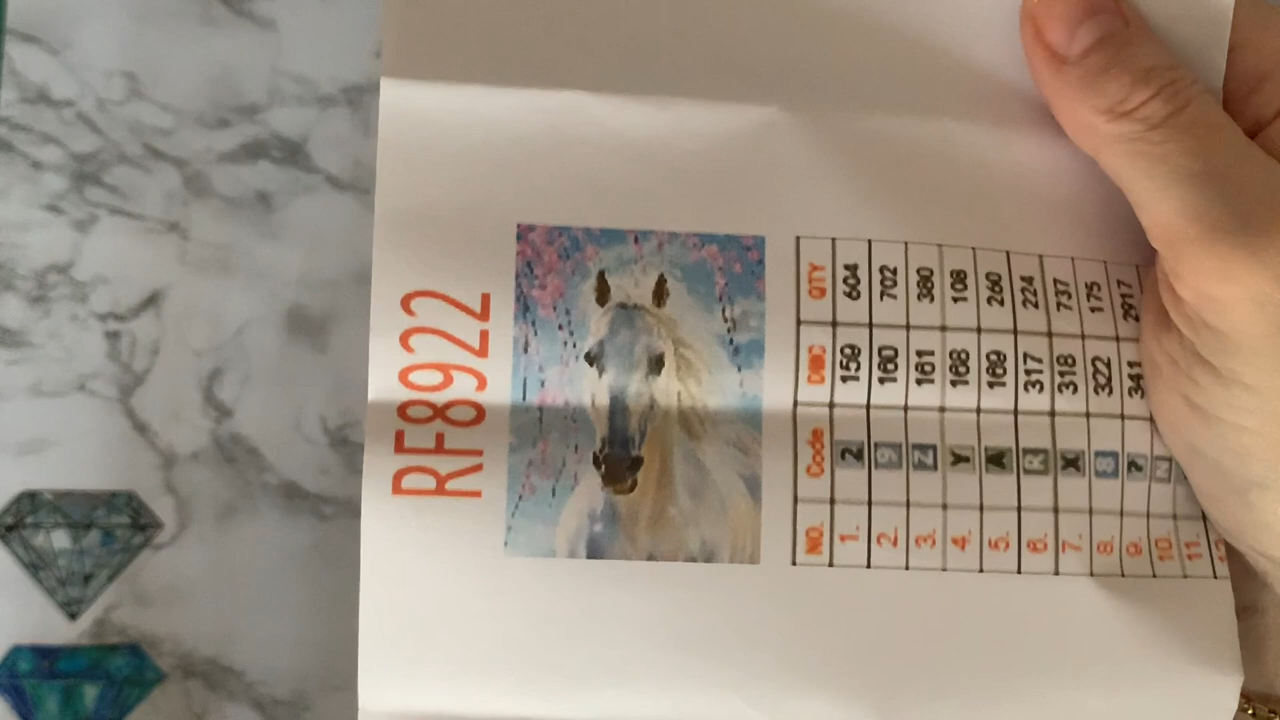 RF8922
NO. Code DMC QTY
1. 2 159 604
2. 9 160 702
3. Z 161 380
4. Y 168 108
5. A 169 260
6. R 317 224
7. X 318 737
8. 8 322 175
9. ? 341 2917
10. N
11.